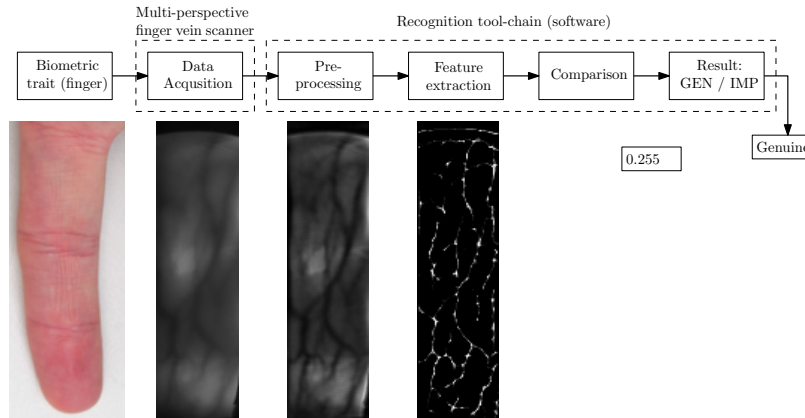 Multi-perspective
finger vein scanner
Recognition tool-chain (software)
Biometric
trait (finger)
Data
Acqusition
Pre-
processing
Feature
extraction
Comparison
Result:
GEN / IMP
0.255
Genuine